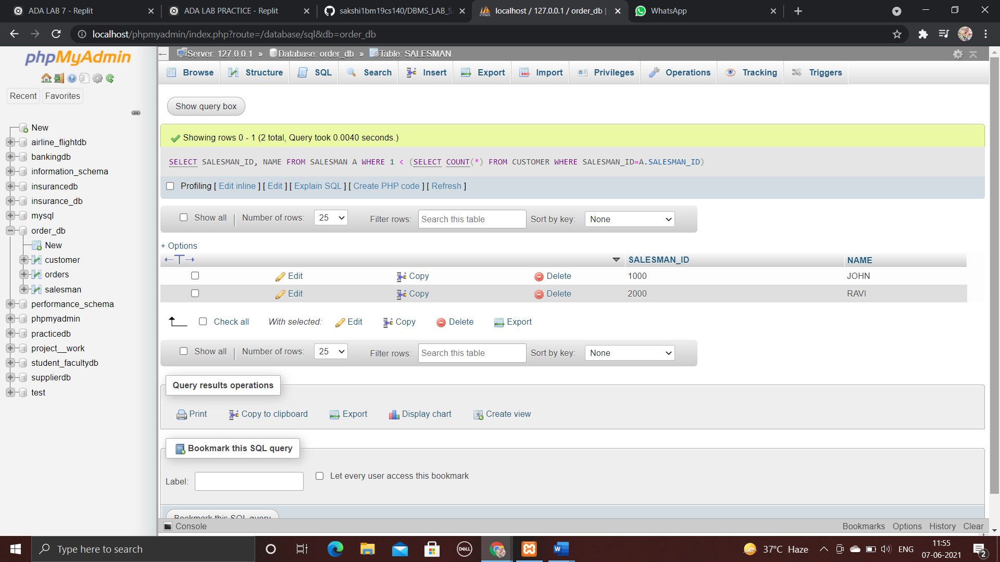 ADA LAB 7 - Replit
ADA LAB PRACTICE - Replit
sakshi1bm19cs140/DBMS_LAB_S
localhost / 127.0.0.1 / order_db |
WhatsApp
localhost/phpmyadmin/index.php?route=/database/sql&db=order_db
phpMyAdmin
Recent Favorites
New
airline_flightdb
bankingdb
information_schema
insurancedb
insurance_db
mysql
order_db
New
customer
orders
salesman
performance_schema
phpmyadmin
practicedb
project__work
student_facultydb
supplierdb
test
Server: 127.0.0.1 » Database: order_db » Table: SALESMAN
Browse Structure SQL Search Insert Export Import Privileges Operations Tracking Triggers
Show query box
Showing rows 0 - 1 (2 total, Query took 0.0040 seconds.)
SELECT SALESMAN_ID, NAME FROM SALESMAN A WHERE 1 < (SELECT COUNT(*) FROM CUSTOMER WHERE SALESMAN_ID=A.SALESMAN_ID)
Profiling [ Edit inline ] [ Edit ] [ Explain SQL ] [ Create PHP code ] [ Refresh ]
Show all | Number of rows: 25 Filter rows: Search this table Sort by key: None
+ Options
←T→ SALESMAN_ID NAME
Edit Copy Delete 1000 JOHN
Edit Copy Delete 2000 RAVI
Check all With selected: Edit Copy Delete Export
Show all | Number of rows: 25 Filter rows: Search this table Sort by key: None
Query results operations
Print Copy to clipboard Export Display chart Create view
Bookmark this SQL query
Label: Let every user access this bookmark
Bookmark this SQL query
Console Bookmarks Options History Clear
Type here to search
DELL
37°C Haze
ENG
11:55
07-06-2021
2